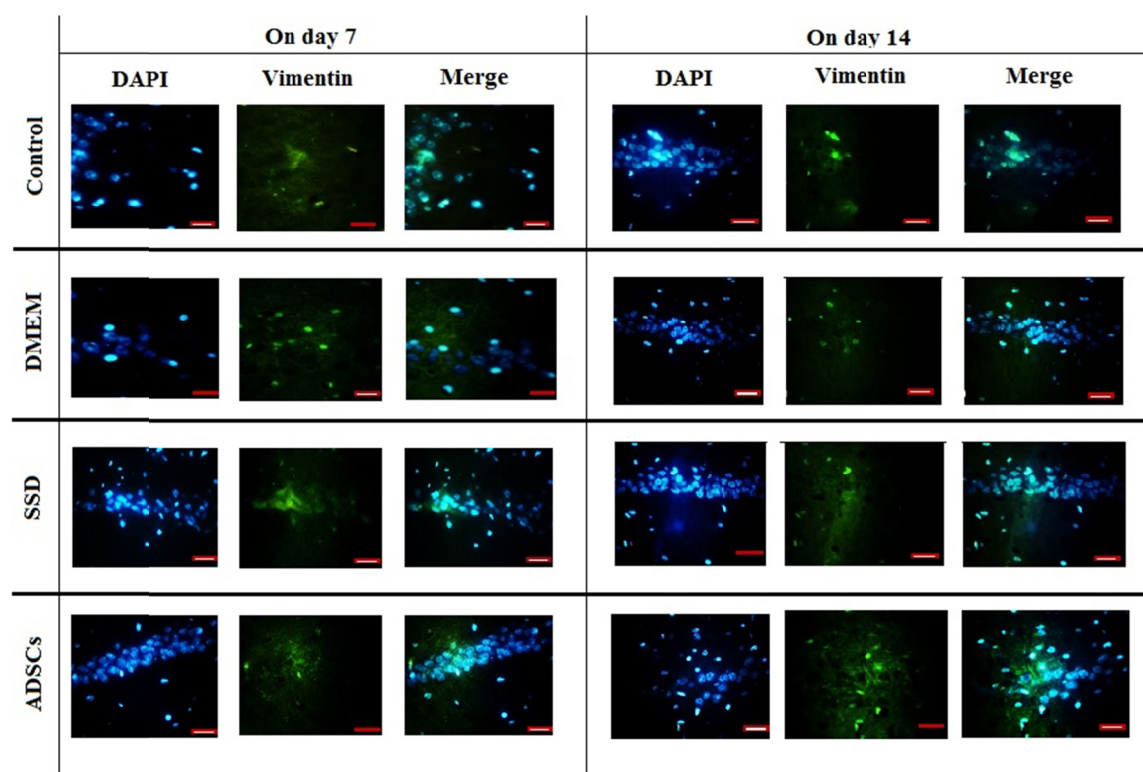 On day 7
On day 14
DAPI Vimentin Merge DAPI Vimentin Merge
Control
DMEM
SSD
ADSCs